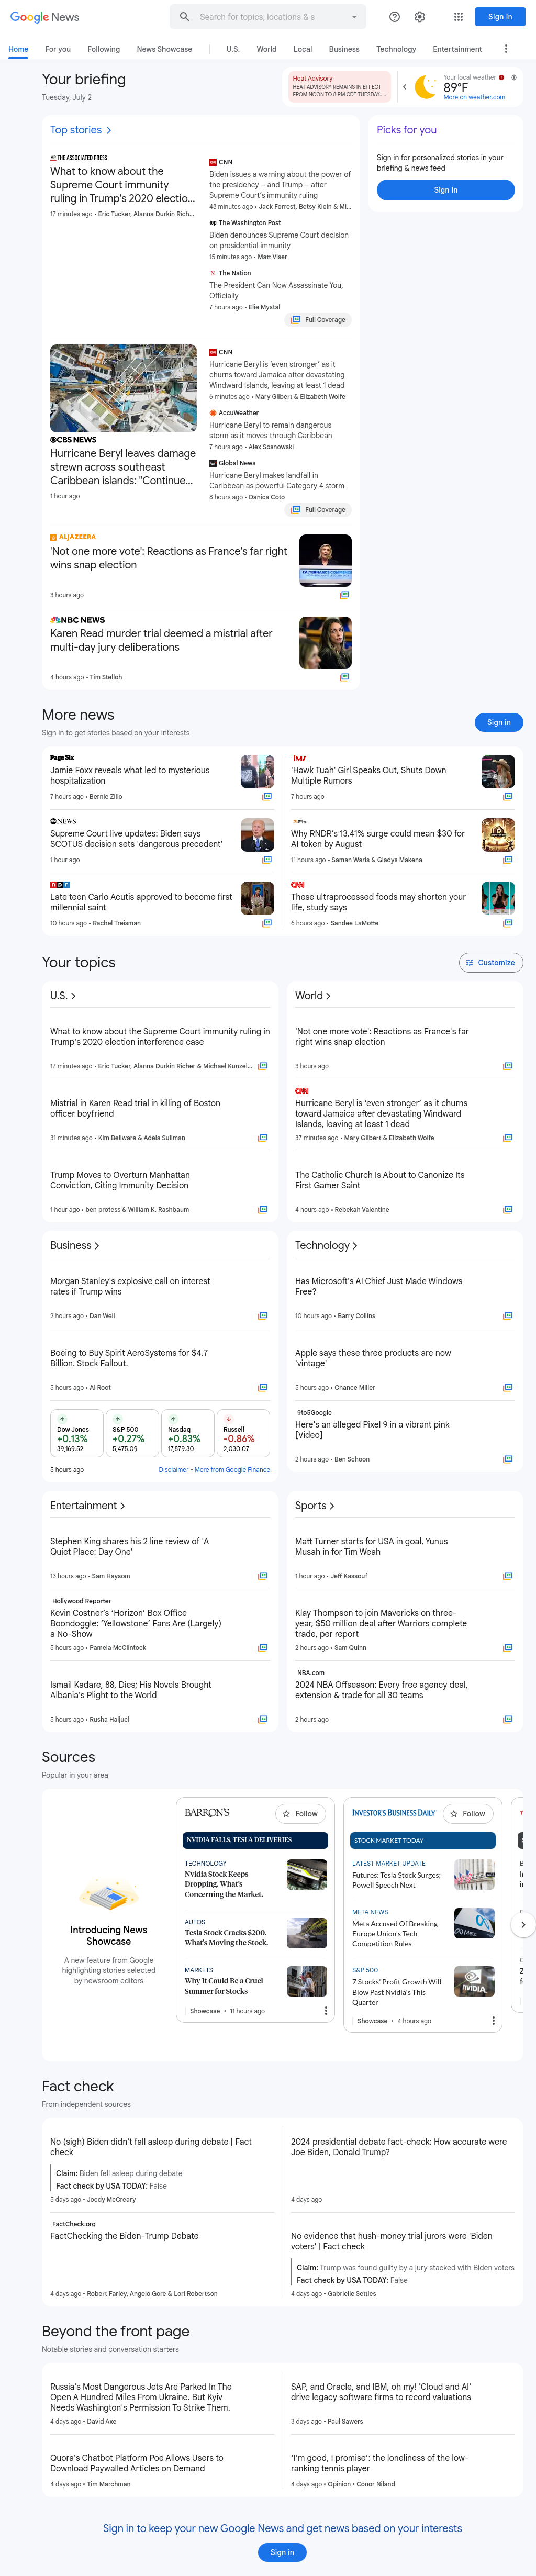 Google News
Search for topics, locations & s
Sign in
Home
For you
Following
News Showcase
U.S.
World
Local
Business
Technology
Entertainment
Your briefing
Tuesday, July 2
Heat Advisory
HEAT ADVISORY REMAINS IN EFFECT
FROM NOON TO 8 PM CDT TUESDAY.…
Your local weather
89°F
More on weather.com
Top stories
Picks for you
Sign in for personalized stories in your
briefing & news feed
Sign in
AP THE ASSOCIATED PRESS
What to know about the
Supreme Court immunity
ruling in Trump's 2020 electio...
17 minutes ago • Eric Tucker, Alanna Durkin Rich...
CNN
Biden issues a warning about the power of
the presidency – and Trump – after
Supreme Court's immunity ruling
48 minutes ago • Jack Forrest, Betsy Klein & Mi...
The Washington Post
Biden denounces Supreme Court decision
on presidential immunity
15 minutes ago • Matt Viser
The Nation
The President Can Now Assassinate You,
Officially
7 hours ago • Elie Mystal
Full Coverage
CBS NEWS
Hurricane Beryl leaves damage
strewn across southeast
Caribbean islands: "Continue...
1 hour ago
CNN
Hurricane Beryl is 'even stronger' as it
churns toward Jamaica after devastating
Windward Islands, leaving at least 1 dead
6 minutes ago • Mary Gilbert & Elizabeth Wolfe
AccuWeather
Hurricane Beryl to remain dangerous
storm as it moves through Caribbean
7 hours ago • Alex Sosnowski
Global News
Hurricane Beryl makes landfall in
Caribbean as powerful Category 4 storm
8 hours ago • Danica Coto
Full Coverage
ALJAZEERA
'Not one more vote': Reactions as France's far right
wins snap election
3 hours ago
NBC NEWS
Karen Read murder trial deemed a mistrial after
multi-day jury deliberations
4 hours ago • Tim Stelloh
More news
Sign in to get stories based on your interests
Sign in
Page Six
Jamie Foxx reveals what led to mysterious
hospitalization
7 hours ago • Bernie Zilio
TMZ
'Hawk Tuah' Girl Speaks Out, Shuts Down
Multiple Rumors
7 hours ago
abc NEWS
Supreme Court live updates: Biden says
SCOTUS decision sets 'dangerous precedent'
1 hour ago
Why RNDR's 13.41% surge could mean $30 for
AI token by August
11 hours ago • Saman Waris & Gladys Makena
npr
Late teen Carlo Acutis approved to become first
millennial saint
10 hours ago • Rachel Treisman
CNN
These ultraprocessed foods may shorten your
life, study says
6 hours ago • Sandee LaMotte
Your topics
Customize
U.S.
What to know about the Supreme Court immunity ruling in
Trump's 2020 election interference case
17 minutes ago • Eric Tucker, Alanna Durkin Richer & Michael Kunzel...
Mistrial in Karen Read trial in killing of Boston
officer boyfriend
31 minutes ago • Kim Bellware & Adela Suliman
Trump Moves to Overturn Manhattan
Conviction, Citing Immunity Decision
1 hour ago • ben protess & William K. Rashbaum
World
'Not one more vote': Reactions as France's far
right wins snap election
3 hours ago
CNN
Hurricane Beryl is 'even stronger' as it churns
toward Jamaica after devastating Windward
Islands, leaving at least 1 dead
37 minutes ago • Mary Gilbert & Elizabeth Wolfe
The Catholic Church Is About to Canonize Its
First Gamer Saint
4 hours ago • Rebekah Valentine
Business
Morgan Stanley's explosive call on interest
rates if Trump wins
2 hours ago • Dan Weil
Boeing to Buy Spirit AeroSystems for $4.7
Billion. Stock Fallout.
5 hours ago • Al Root
Dow Jones
+0.13%
39,169.52
S&P 500
+0.27%
5,475.09
Nasdaq
+0.83%
17,879.30
Russell
-0.86%
2,030.07
5 hours ago
Disclaimer • More from Google Finance
Technology
Has Microsoft's AI Chief Just Made Windows
Free?
10 hours ago • Barry Collins
Apple says these three products are now
'vintage'
5 hours ago • Chance Miller
9to5Google
Here's an alleged Pixel 9 in a vibrant pink
[Video]
2 hours ago • Ben Schoon
Entertainment
Stephen King shares his 2 line review of 'A
Quiet Place: Day One'
13 hours ago • Sam Haysom
Hollywood Reporter
Kevin Costner's 'Horizon' Box Office
Boondoggle: 'Yellowstone' Fans Are (Largely)
a No-Show
5 hours ago • Pamela McClintock
Ismail Kadare, 88, Dies; His Novels Brought
Albania's Plight to the World
5 hours ago • Rusha Haljuci
Sports
Matt Turner starts for USA in goal, Yunus
Musah in for Tim Weah
1 hour ago • Jeff Kassouf
Klay Thompson to join Mavericks on three-
year, $50 million deal after Warriors complete
trade, per report
2 hours ago • Sam Quinn
NBA.com
2024 NBA Offseason: Every free agency deal,
extension & trade for all 30 teams
2 hours ago
Sources
Popular in your area
Introducing News
Showcase
A new feature from Google
highlighting stories selected
by newsroom editors
BARRON'S
Follow
NVIDIA FALLS, TESLA DELIVERIES
TECHNOLOGY
Nvidia Stock Keeps
Dropping. What's
Concerning the Market.
AUTOS
Tesla Stock Cracks $200.
What's Moving the Stock.
MARKETS
Why It Could Be a Cruel
Summer for Stocks
Showcase • 11 hours ago
INVESTOR'S BUSINESS DAILY
Follow
STOCK MARKET TODAY
LATEST MARKET UPDATE
Futures: Tesla Stock Surges;
Powell Speech Next
META NEWS
Meta Accused Of Breaking
Europe Union's Tech
Competition Rules
S&P 500
7 Stocks' Profit Growth Will
Blow Past Nvidia's This
Quarter
Showcase • 4 hours ago
Fact check
From independent sources
No (sigh) Biden didn't fall asleep during debate | Fact
check
Claim: Biden fell asleep during debate
Fact check by USA TODAY: False
5 days ago • Joedy McCreary
2024 presidential debate fact-check: How accurate were
Joe Biden, Donald Trump?
4 days ago
FactCheck.org
FactChecking the Biden-Trump Debate
4 days ago • Robert Farley, Angelo Gore & Lori Robertson
No evidence that hush-money trial jurors were 'Biden
voters' | Fact check
Claim: Trump was found guilty by a jury stacked with Biden voters
Fact check by USA TODAY: False
4 days ago • Gabrielle Settles
Beyond the front page
Notable stories and conversation starters
Russia's Most Dangerous Jets Are Parked In The
Open A Hundred Miles From Ukraine. But Kyiv
Needs Washington's Permission To Strike Them.
4 days ago • David Axe
SAP, and Oracle, and IBM, oh my! 'Cloud and AI'
drive legacy software firms to record valuations
3 days ago • Paul Sawers
Quora's Chatbot Platform Poe Allows Users to
Download Paywalled Articles on Demand
4 days ago • Tim Marchman
'I'm good, I promise': the loneliness of the low-
ranking tennis player
4 days ago • Opinion • Conor Niland
Sign in to keep your new Google News and get news based on your interests
Sign in